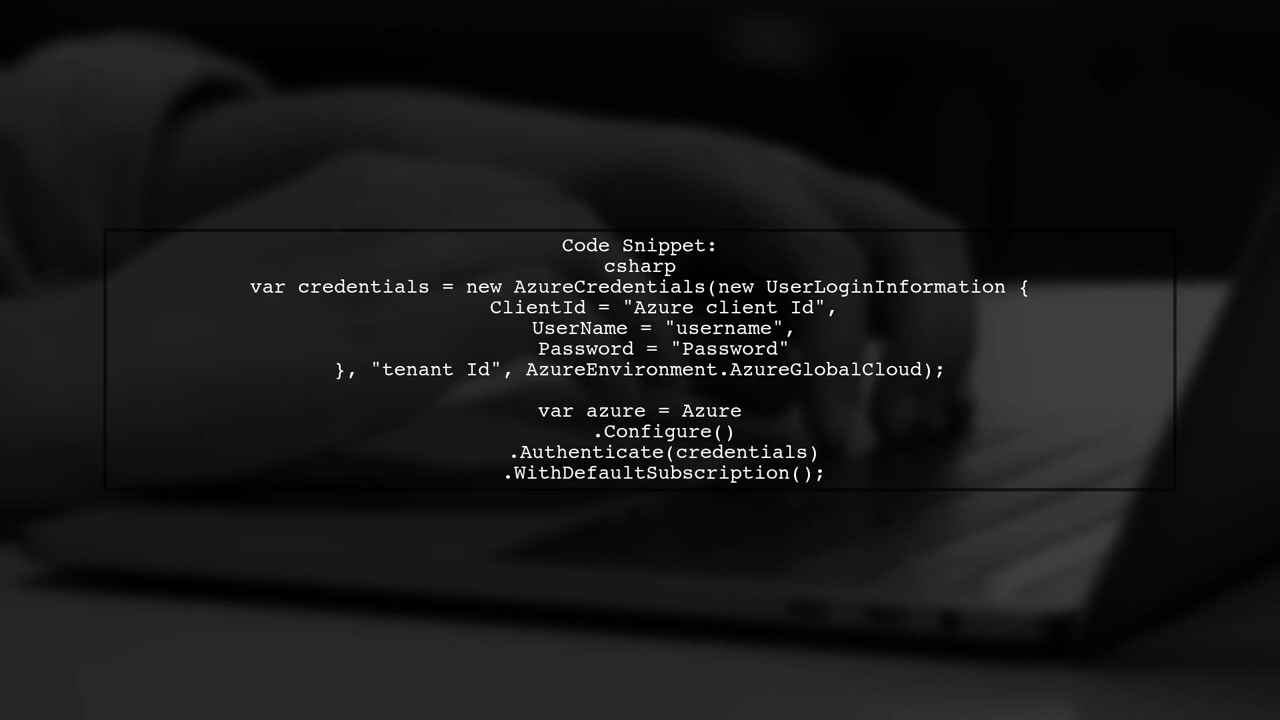 Code Snippet:
csharp
var credentials = new AzureCredentials(new UserLoginInformation {
ClientId = "Azure client Id",
UserName = "username",
Password = "Password"
}, "tenant Id", AzureEnvironment.AzureGlobalCloud);
var azure = Azure
.Configure()
.Authenticate(credentials)
.WithDefaultSubscription();